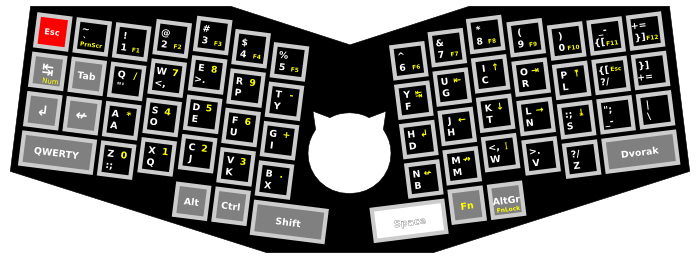 Esc
~ ` PrnScr
! 1 F1
@ 2 F2
# 3 F3
$ 4 F4
% 5 F5
^ 6 F6
& 7 F7
* 8 F8
( 9 F9
) 0 F10
_- {[ F11
+= }] F12
↹ Num
Tab
Q / "'
W 7 <,
E 8 >.
R 9 P
T - Y
Y ↹ F
U ⇤ G
I ↑ C
O ⇥ R
P ↑ L
{[ Esc ?/
}] +=
↲
↞
A * A
S 4 O
D 5 E
F 6 U
G + I
H ↲ D
J ← H
K ↓ T
L → N
:; ↓ S
"' _-
| \
QWERTY
Z 0 :;
X 1 Q
C 2 J
V 3 K
B . X
N ↞ B
M ↠ M
<, W
>. V
?/ Z
Dvorak
Alt
Ctrl
Shift
Space
Fn
AltGr FnLock